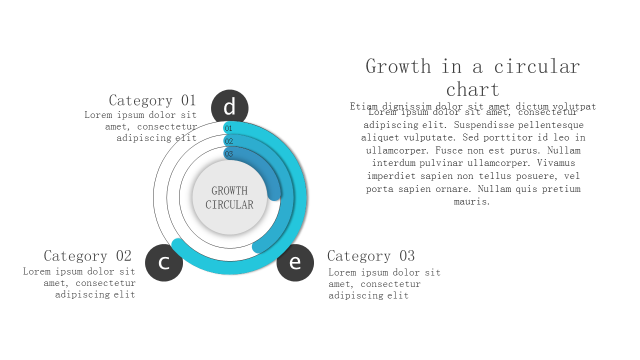 Growth in a circular
chart
Etiam dignissim dolor sit amet dictum volutpat
Lorem ipsum dolor sit amet, consectetur
adipiscing elit. Suspendisse pellentesque
aliquet vulputate. Sed porttitor id leo in
ullamcorper. Fusce non est purus. Nullam
interdum pulvinar ullamcorper. Vivamus
imperdiet sapien non tellus posuere, vel
porta sapien ornare. Nullam quis pretium
mauris.
Category 01
Lorem ipsum dolor sit
amet, consectetur
adipiscing elit
d
01
02
03
GROWTH
CIRCULAR
Category 02
Lorem ipsum dolor sit
amet, consectetur
adipiscing elit
c
e
Category 03
Lorem ipsum dolor sit
amet, consectetur
adipiscing elit